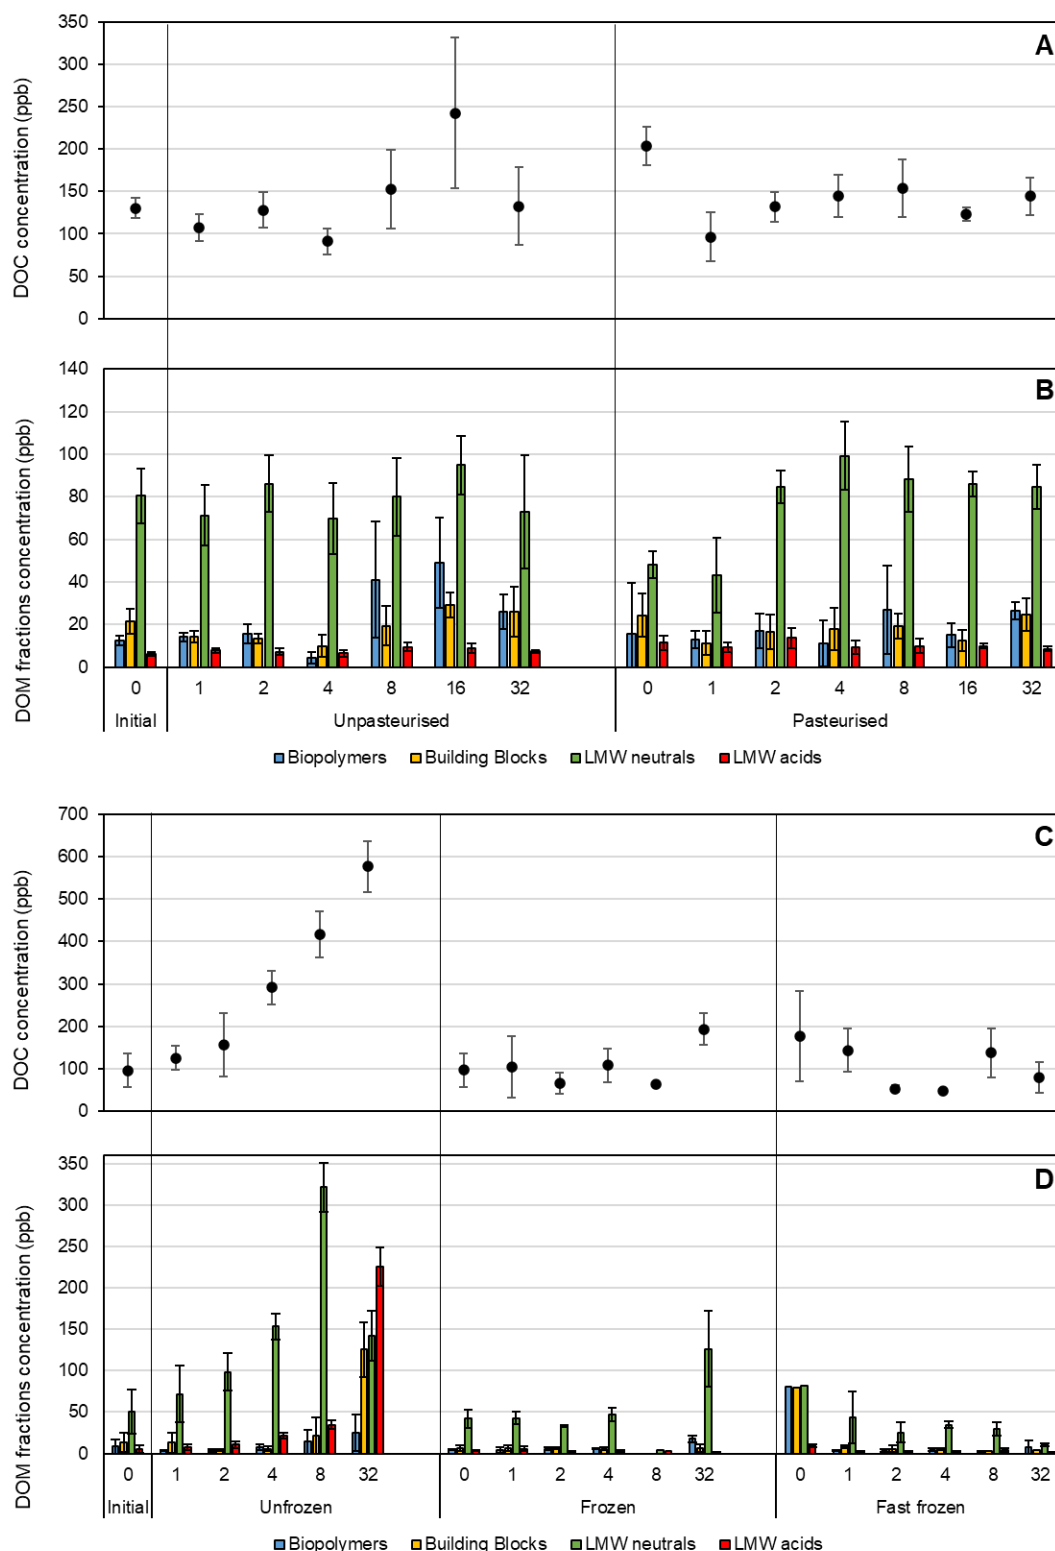 A
DOC concentration (ppb)
350
300
250
200
150
100
50
0
B
DOM fractions concentration (ppb)
140
120
100
80
60
40
20
0
0 1 2 4 8 16 32 0 1 2 4 8 16 32
Initial Unpasteurised Pasteurised
Biopolymers Building Blocks LMW neutrals LMW acids
C
DOC concentration (ppb)
700
600
500
400
300
200
100
0
D
DOM fractions concentration (ppb)
350
300
250
200
150
100
50
0
0 1 2 4 8 32 0 1 2 4 8 32 0 1 2 4 8 32
Initial Unfrozen Frozen Fast frozen
Biopolymers Building Blocks LMW neutrals LMW acids